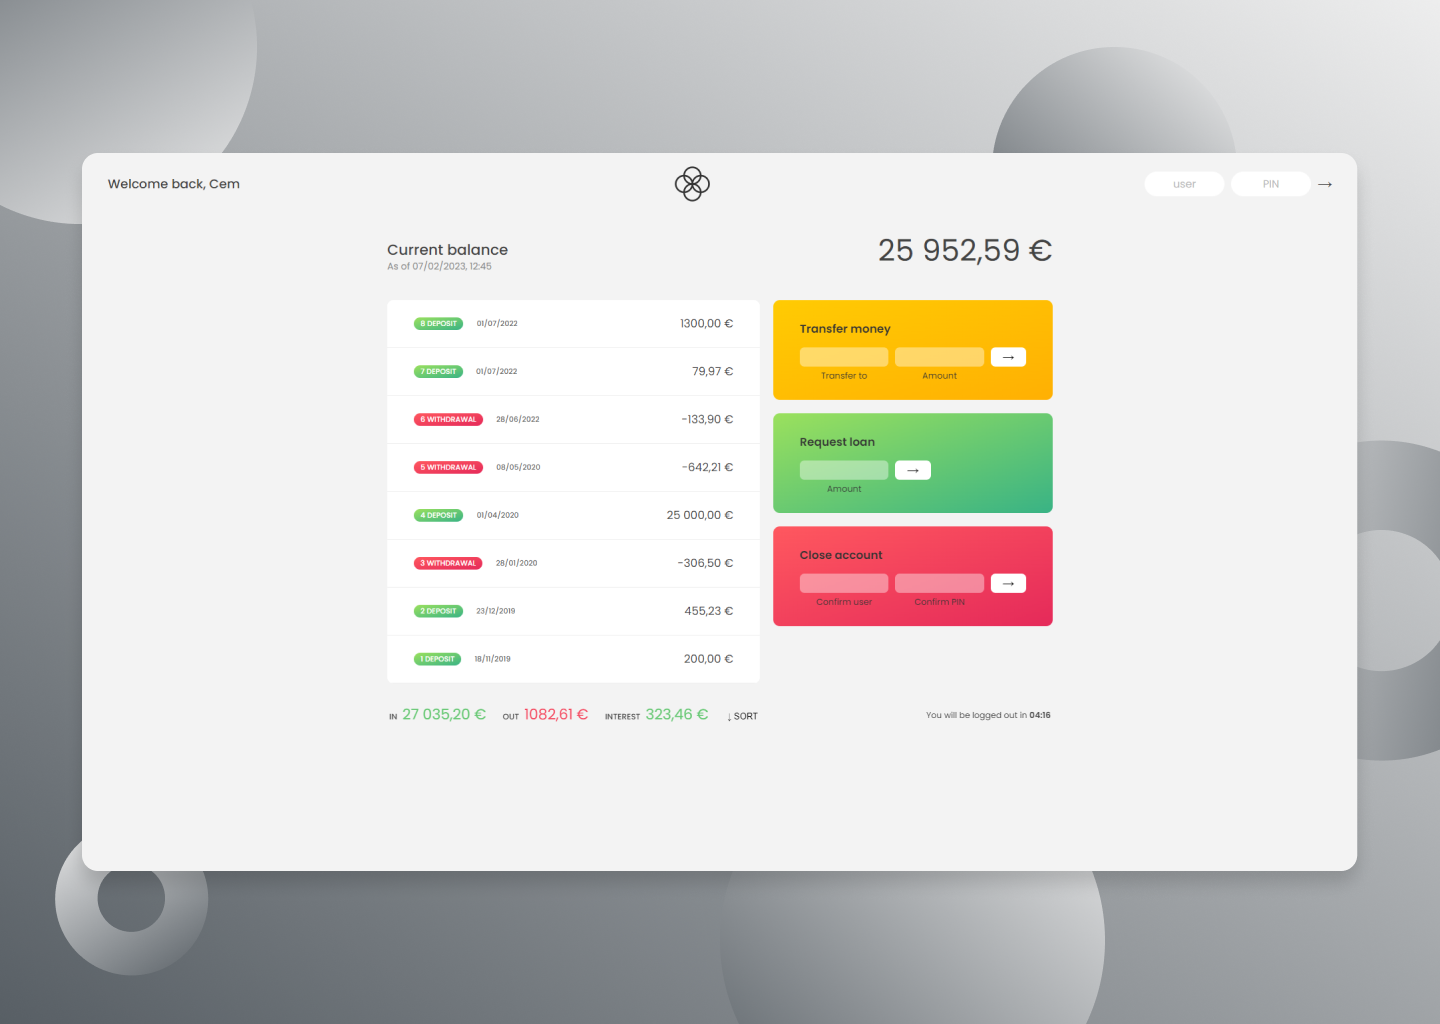 Welcome back, Cem
user PIN →
Current balance
As of 07/02/2023, 12:45
25 952,59 €
8 DEPOSIT 01/07/2022 1300,00 €
7 DEPOSIT 01/07/2022 79,97 €
6 WITHDRAWAL 28/06/2022 -133,90 €
5 WITHDRAWAL 08/05/2020 -642,21 €
4 DEPOSIT 01/04/2020 25 000,00 €
3 WITHDRAWAL 28/01/2020 -306,50 €
2 DEPOSIT 23/12/2019 455,23 €
1 DEPOSIT 18/11/2019 200,00 €
Transfer money
→
Transfer to Amount
Request loan
→
Amount
Close account
→
Confirm user Confirm PIN
IN 27 035,20 € OUT 1082,61 € INTEREST 323,46 € ↓ SORT
You will be logged out in 04:16